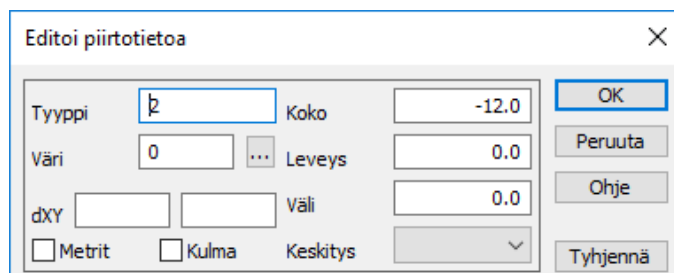 Editoi piirtotietoa
Tyyppi 2 Koko -12.0 OK
Väri 0 ... Leveys 0.0 Peruuta
dXY Väli 0.0 Ohje
Metrit Kulma Keskitys Tyhjennä